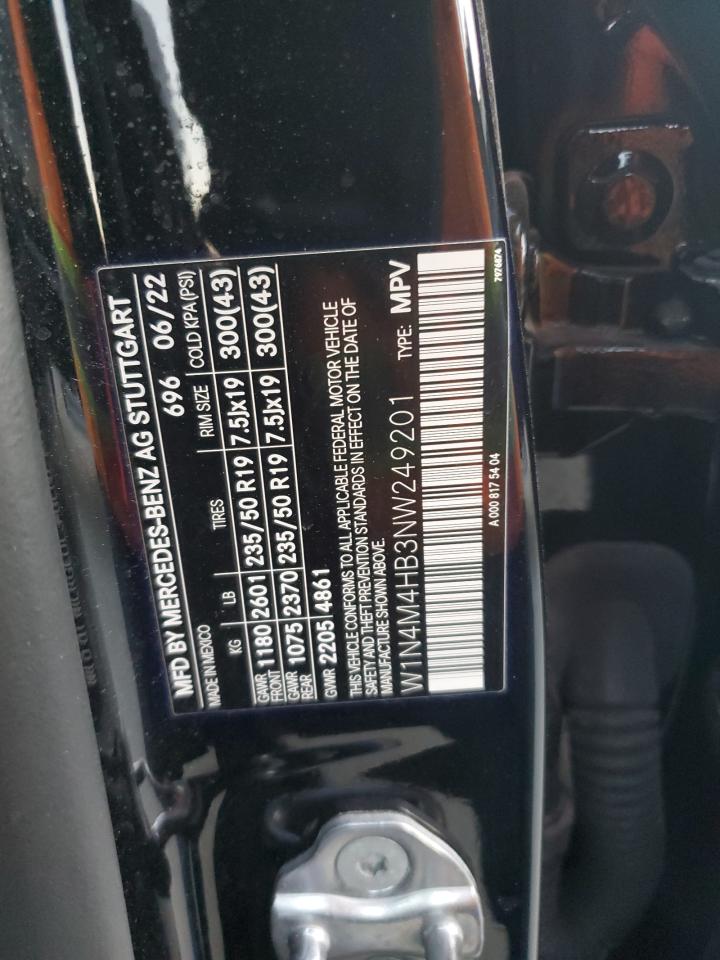 MFD BY MERCEDES-BENZ AG STUTTGART
MADE IN MEXICO 696 06/22
KG LB TIRES RIM SIZE COLD KPA(PSI)
GAWR FRONT 1180 2601 235/50 R19 7.5Jx19 300(43)
GAWR REAR 1075 2370 235/50 R19 7.5Jx19 300(43)
GVWR 2205 4861
THIS VEHICLE CONFORMS TO ALL APPLICABLE FEDERAL MOTOR VEHICLE
SAFETY AND THEFT PREVENTION STANDARDS IN EFFECT ON THE DATE OF
MANUFACTURE SHOWN ABOVE.
W1N4M4HB3NW249201 TYPE: MPV
A 000 817 54 04 7976874